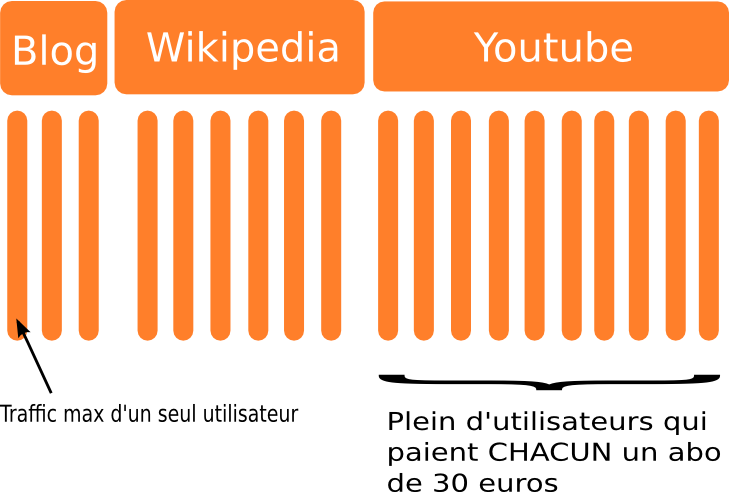 Blog
Wikipedia
Youtube
Traffic max d'un seul utilisateur
Plein d'utilisateurs qui
paient CHACUN un abo
de 30 euros